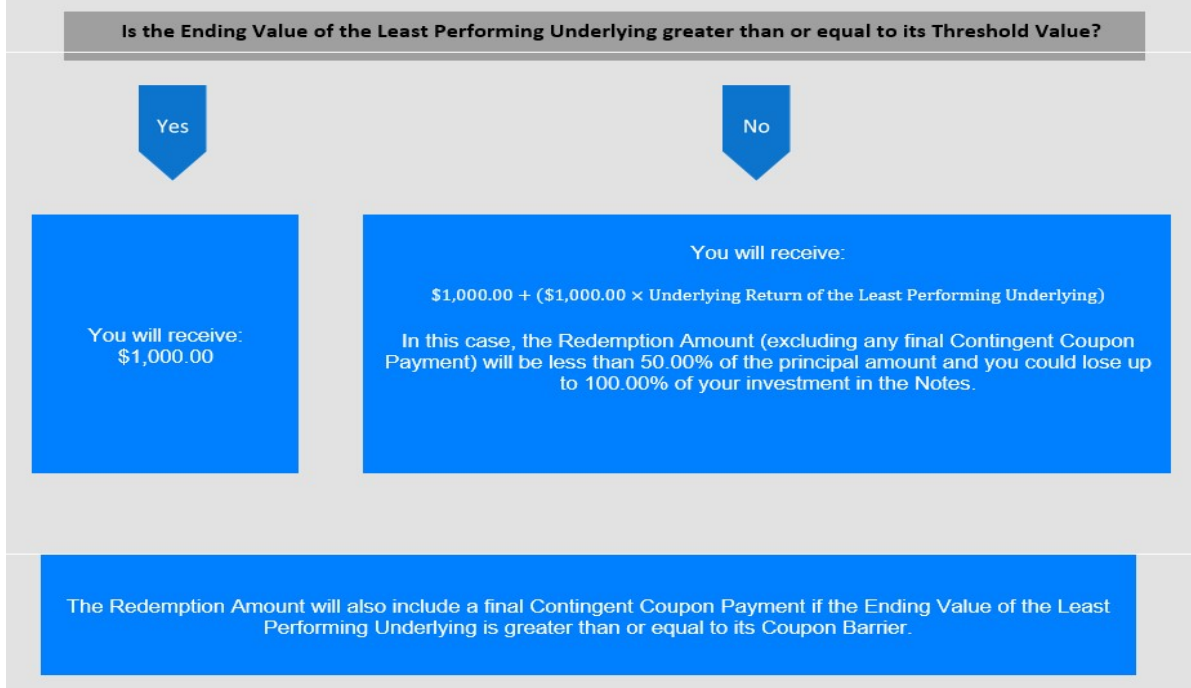 Is the Ending Value of the Least Performing Underlying greater than or equal to its Threshold Value?
Yes
No
You will receive:
$1,000.00
You will receive:
$1,000.00 + ($1,000.00 × Underlying Return of the Least Performing Underlying)
In this case, the Redemption Amount (excluding any final Contingent Coupon
Payment) will be less than 50.00% of the principal amount and you could lose up
to 100.00% of your investment in the Notes.
The Redemption Amount will also include a final Contingent Coupon Payment if the Ending Value of the Least
Performing Underlying is greater than or equal to its Coupon Barrier.